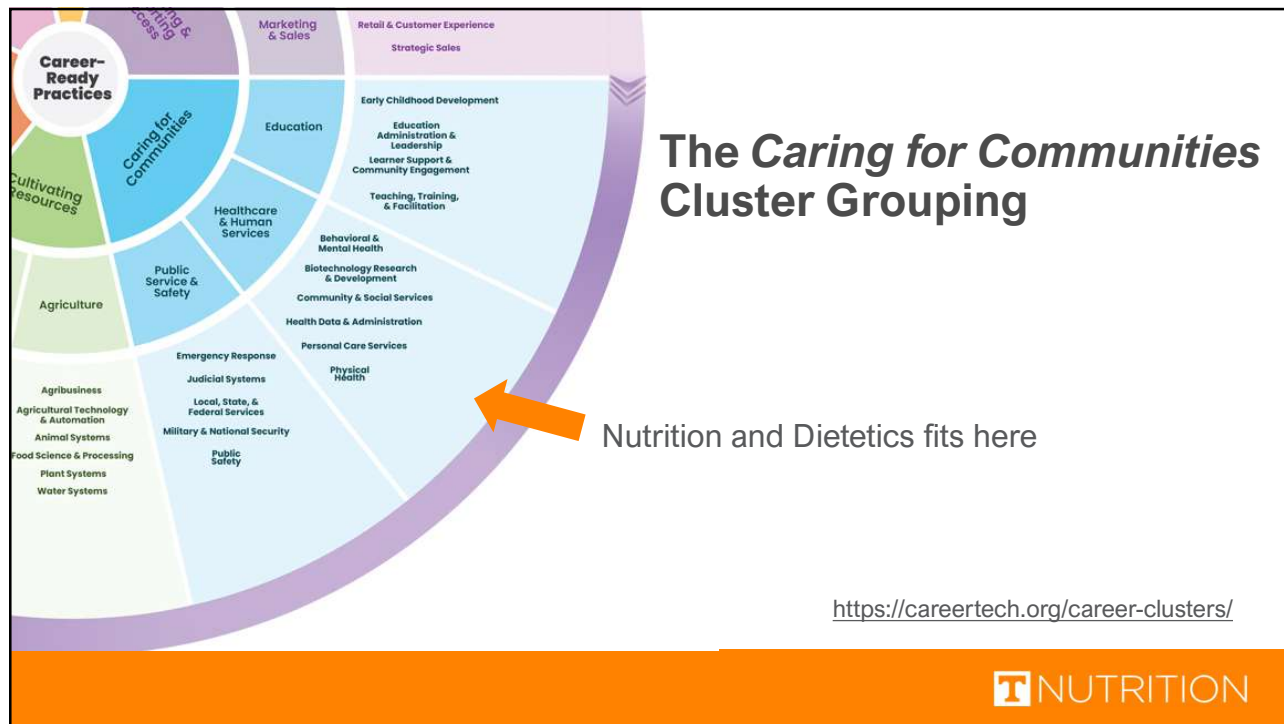 Career-
Ready
Practices
Marketing
& Sales
Retail & Customer Experience
Strategic Sales
Caring for
Communities
Education
Early Childhood Development
Education
Administration &
Leadership
Learner Support &
Community Engagement
Teaching, Training,
& Facilitation
Healthcare
& Human
Services
Behavioral &
Mental Health
Biotechnology Research
& Development
Community & Social Services
Health Data & Administration
Personal Care Services
Physical
Health
Public
Service &
Safety
Emergency Response
Judicial Systems
Local, State, &
Federal Services
Military & National Security
Public
Safety
Cultivating
Resources
Agriculture
Agribusiness
Agricultural Technology
& Automation
Animal Systems
Food Science & Processing
Plant Systems
Water Systems
The Caring for Communities
Cluster Grouping
Nutrition and Dietetics fits here
https://careertech.org/career-clusters/
T NUTRITION